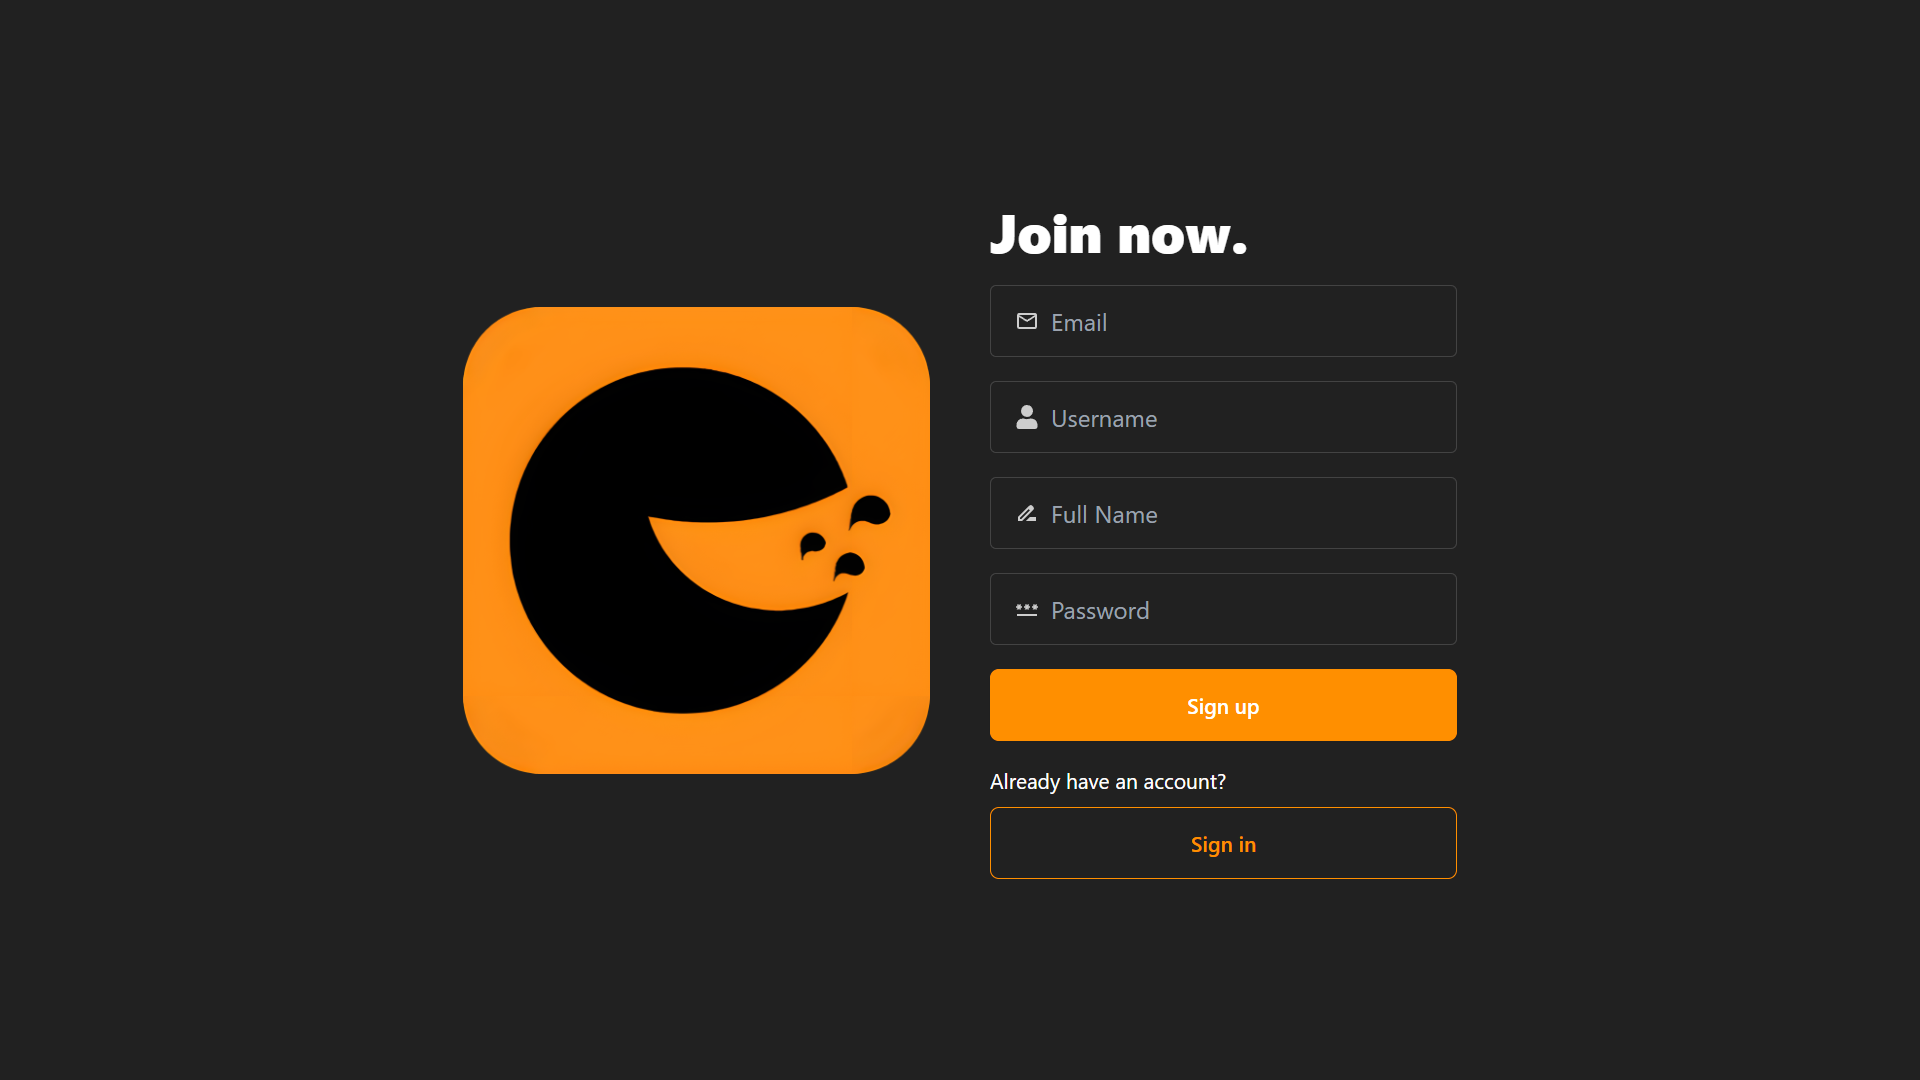 Join now.
Email
Username
Full Name
Password
Sign up
Already have an account?
Sign in